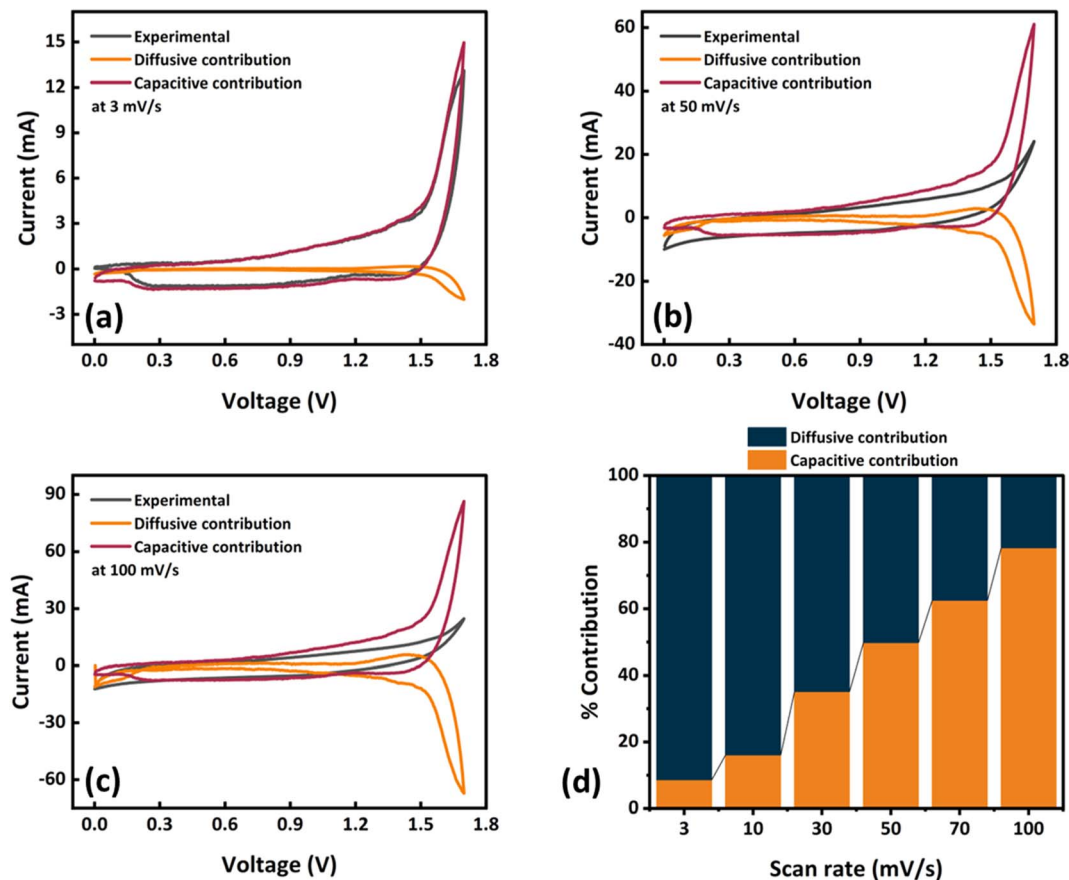 15
12
9
6
3
0
-3
Current (mA)
Experimental
Diffusive contribution
Capacitive contribution
at 3 mV/s
(a)
0.0 0.3 0.6 0.9 1.2 1.5 1.8
Voltage (V)
60
40
20
0
-20
-40
Current (mA)
Experimental
Diffusive contribution
Capacitive contribution
at 50 mV/s
(b)
0.0 0.3 0.6 0.9 1.2 1.5 1.8
Voltage (V)
90
60
30
0
-30
-60
Current (mA)
Experimental
Diffusive contribution
Capacitive contribution
at 100 mV/s
(c)
0.0 0.3 0.6 0.9 1.2 1.5 1.8
Voltage (V)
Diffusive contribution
Capacitive contribution
100
80
60
40
20
0
% Contribution
(d)
3 10 30 50 70 100
Scan rate (mV/s)